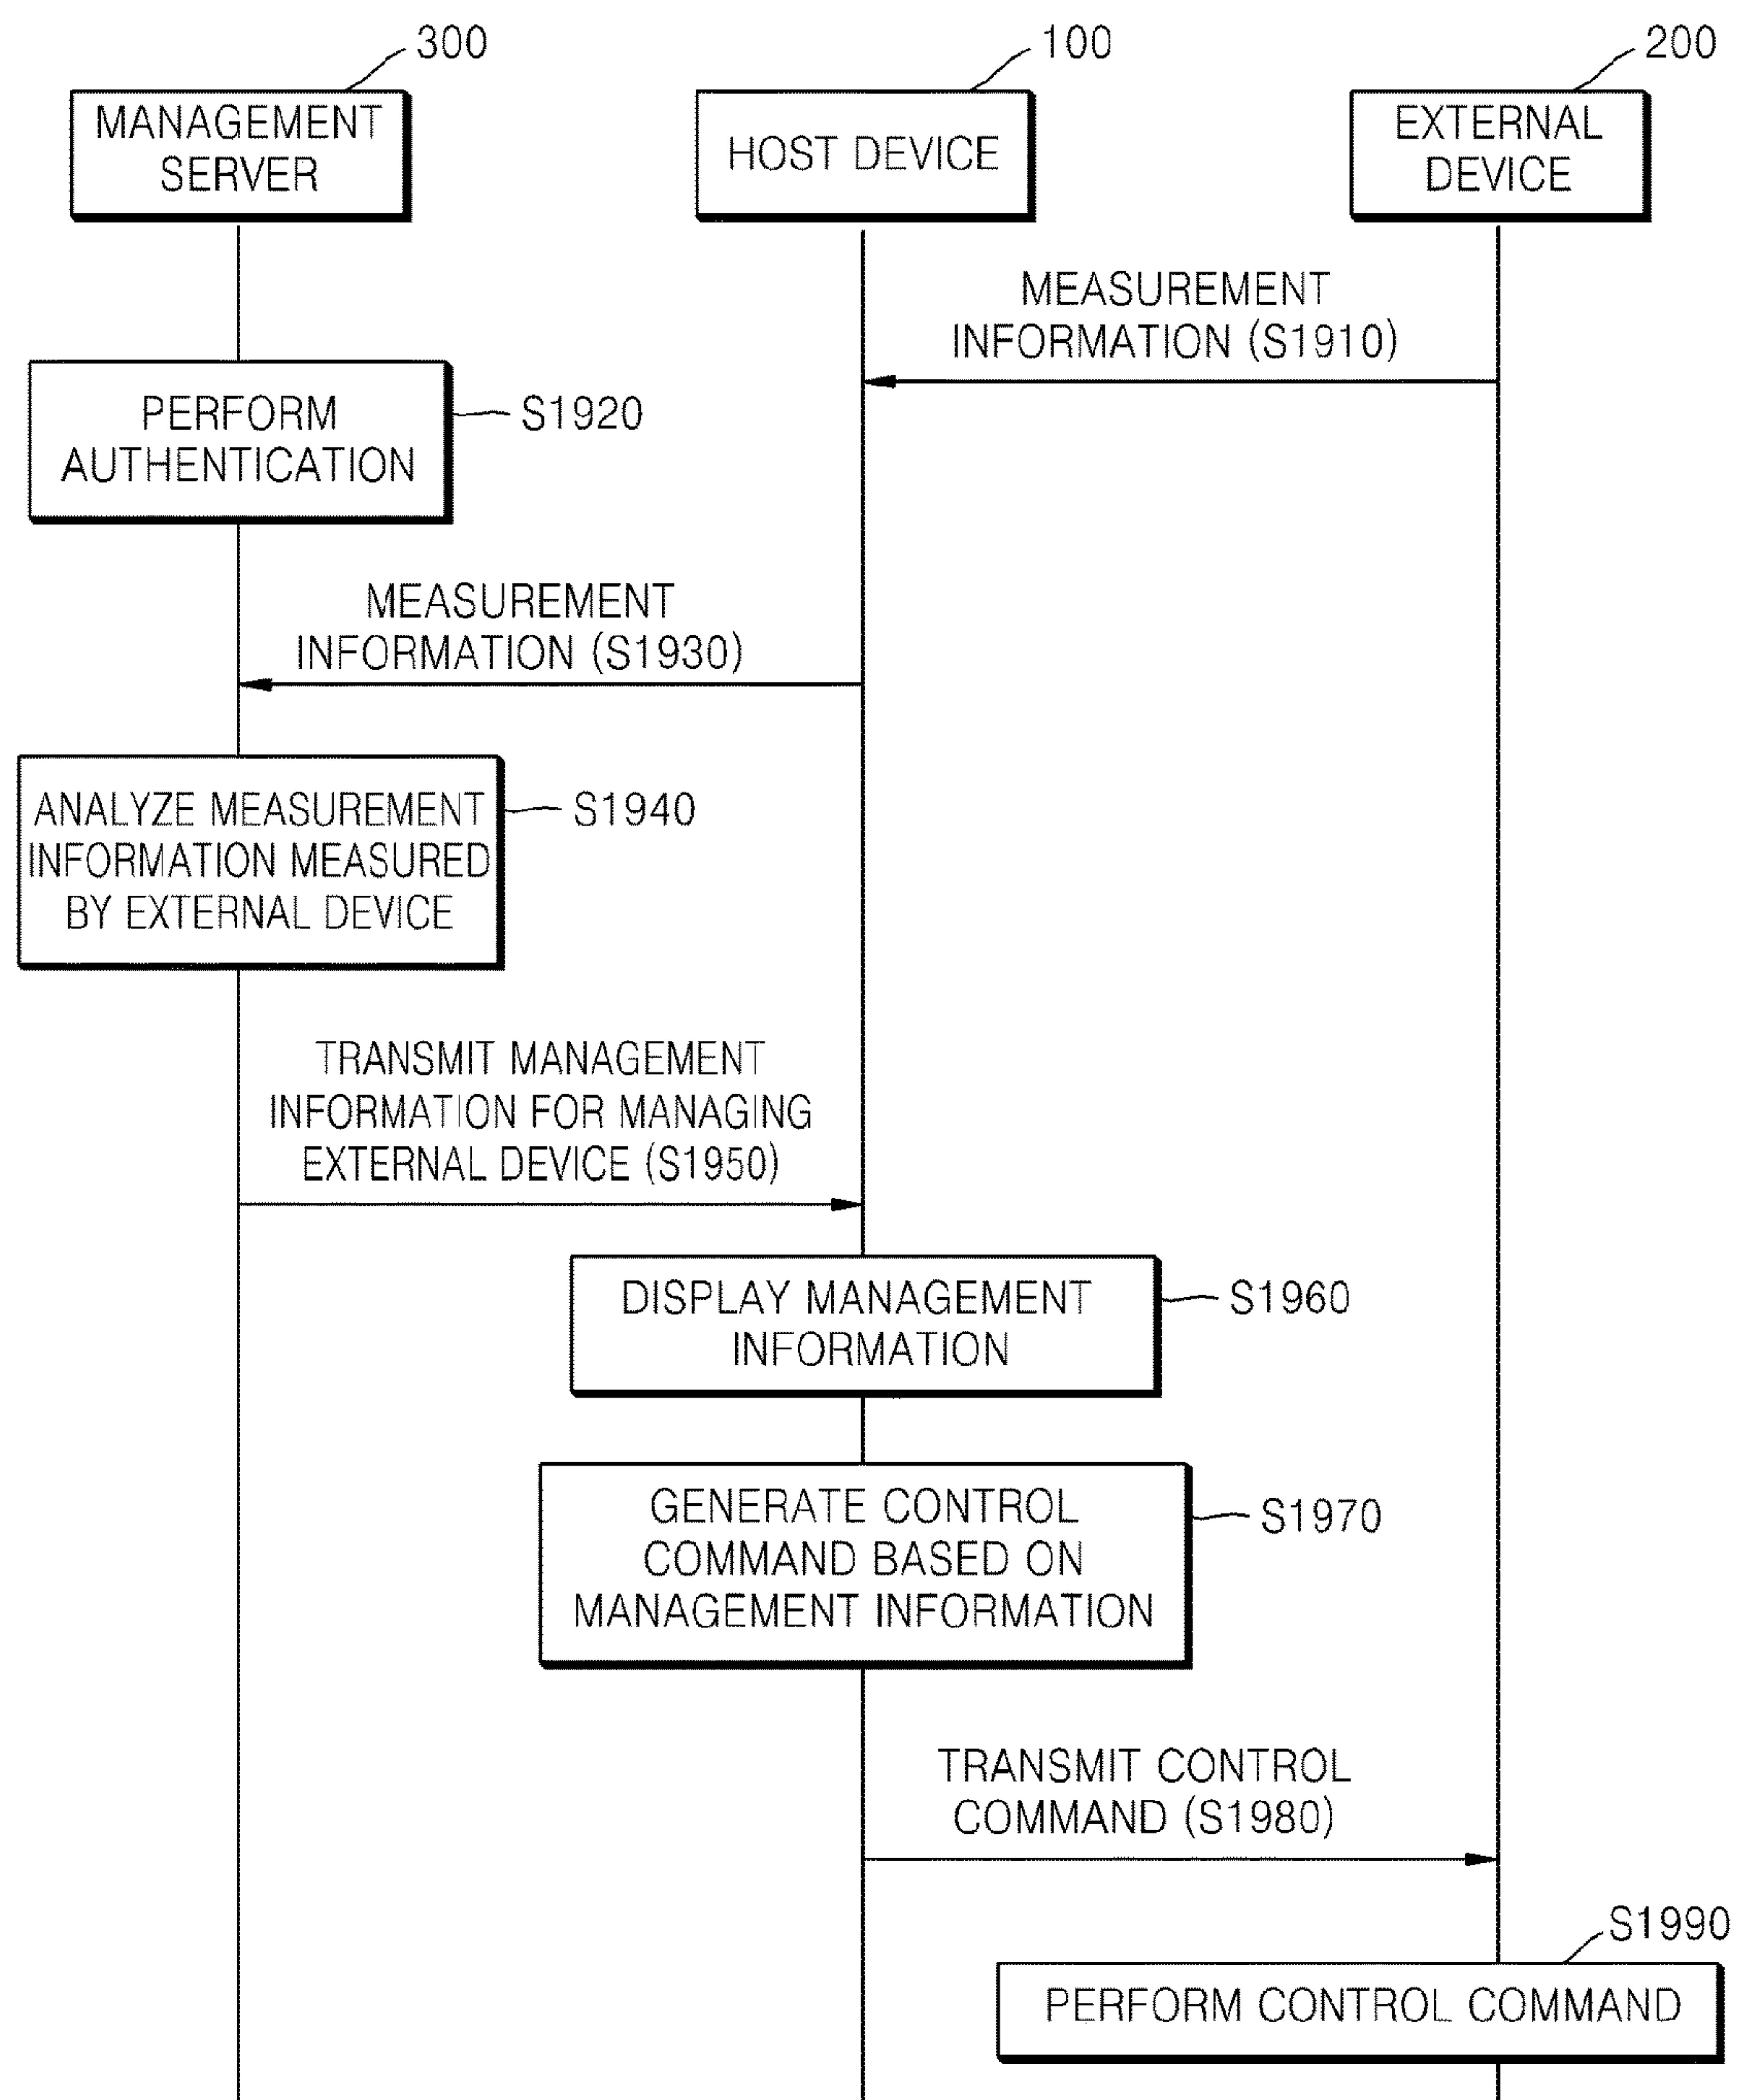 300
100
200
MANAGEMENT
SERVER
HOST DEVICE
EXTERNAL
DEVICE
MEASUREMENT
INFORMATION (S1910)
PERFORM
AUTHENTICATION
S1920
MEASUREMENT
INFORMATION (S1930)
ANALYZE MEASUREMENT
INFORMATION MEASURED
BY EXTERNAL DEVICE
S1940
TRANSMIT MANAGEMENT
INFORMATION FOR MANAGING
EXTERNAL DEVICE (S1950)
DISPLAY MANAGEMENT
INFORMATION
S1960
GENERATE CONTROL
COMMAND BASED ON
MANAGEMENT INFORMATION
S1970
TRANSMIT CONTROL
COMMAND (S1980)
S1990
PERFORM CONTROL COMMAND